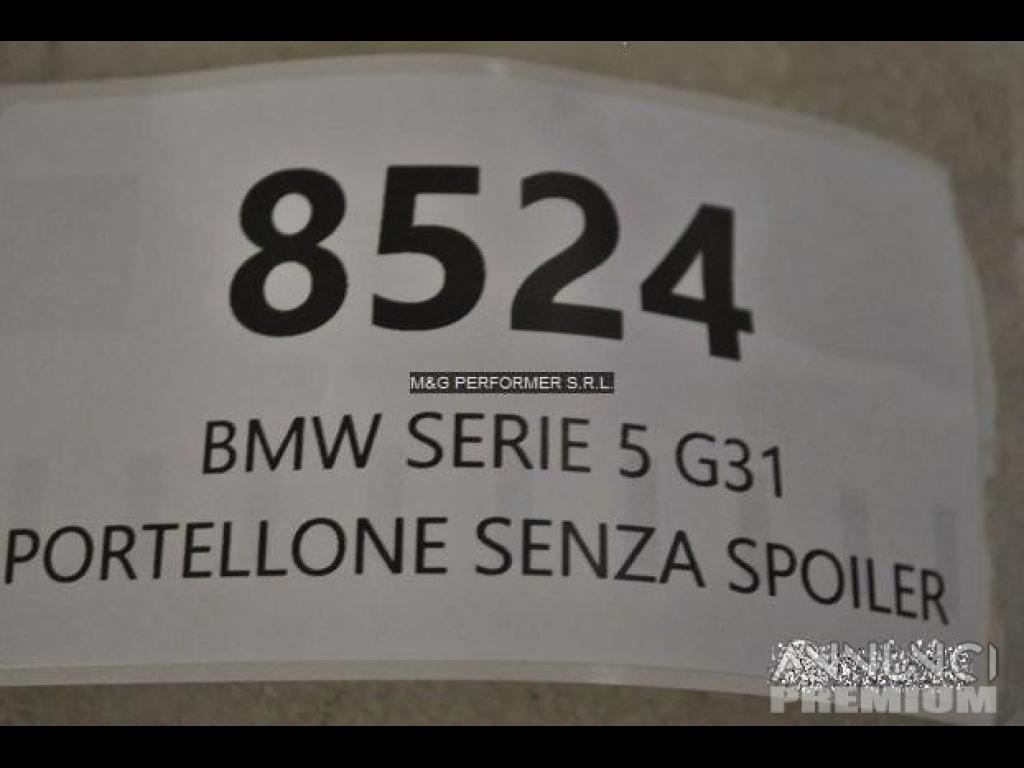 8524
M&G PERFORMER S.R.L.
BMW SERIE 5 G31
PORTELLONE SENZA SPOILER
ANNUNCI
PREMIUM